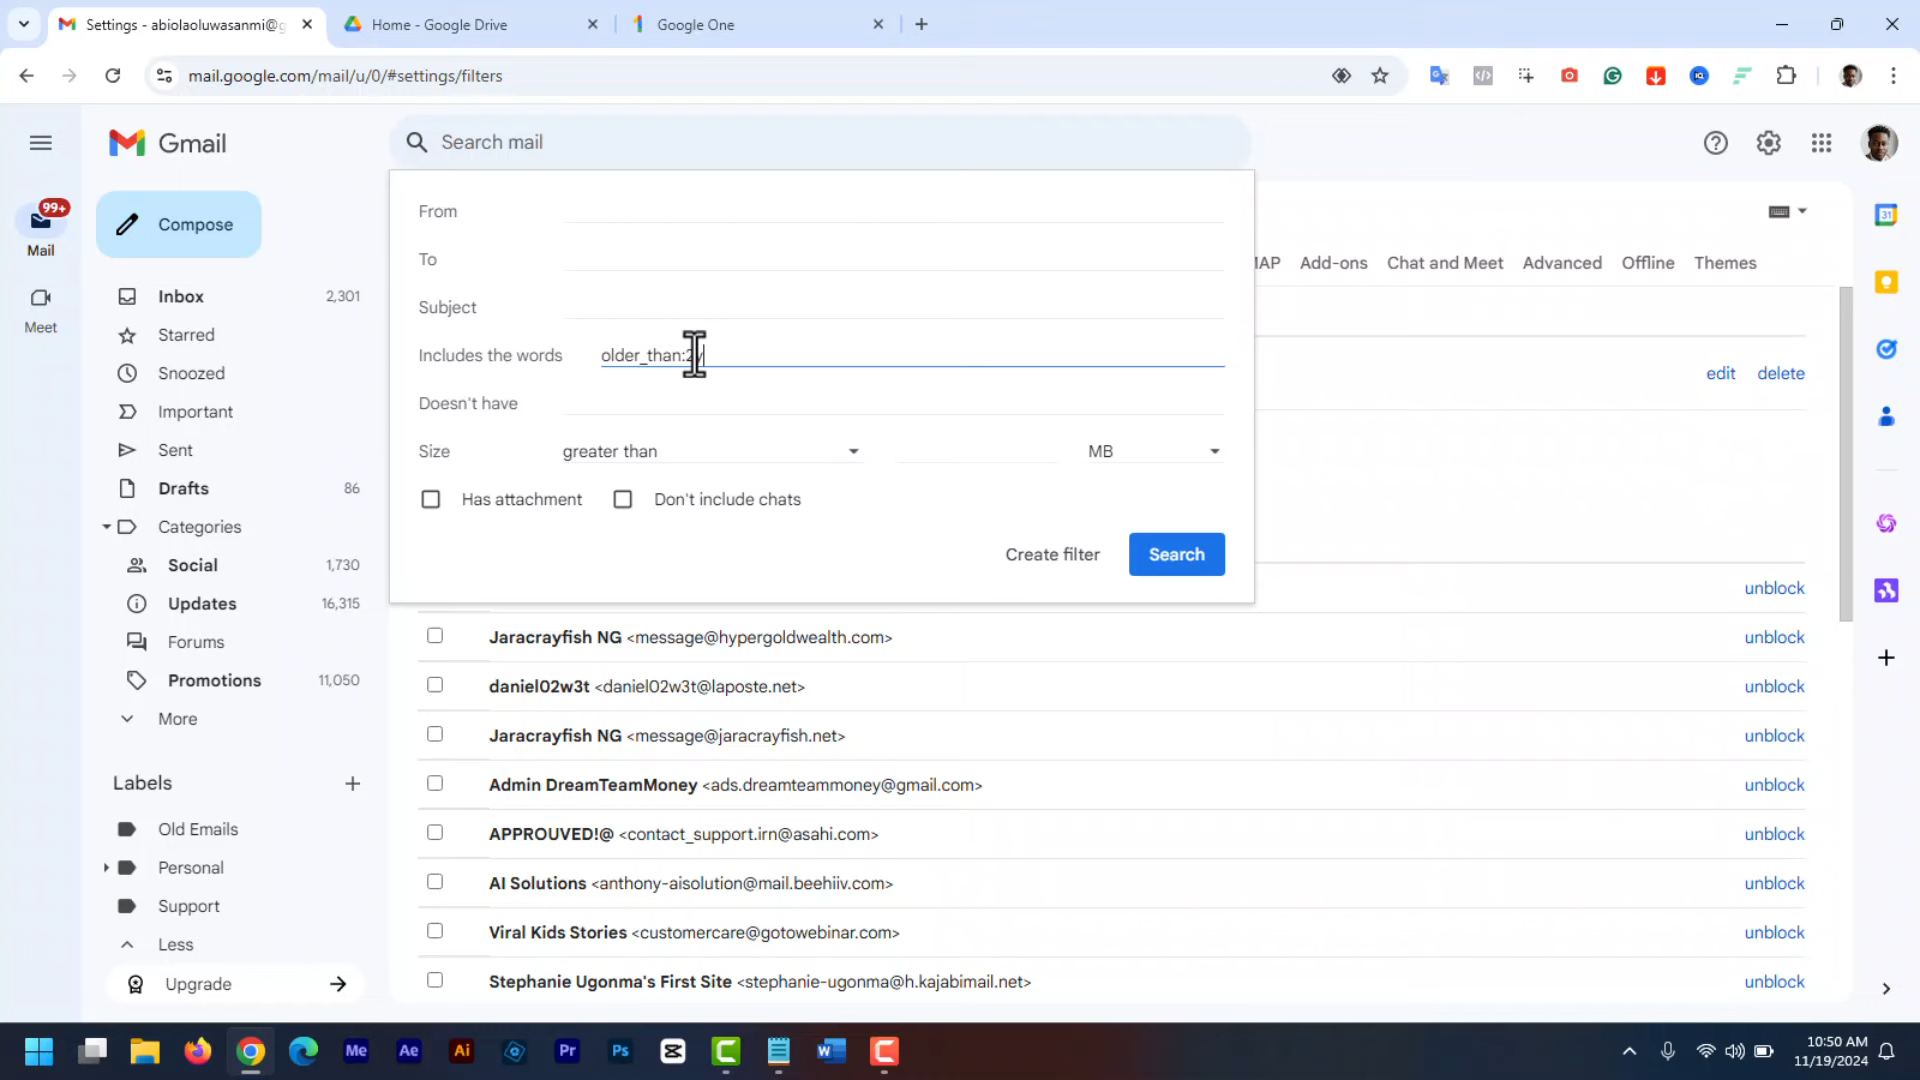 Settings - abiolaoluwasanmi@g
Home - Google Drive
Google One
mail.google.com/mail/u/0/#settings/filters
99+
Mail
Meet
Gmail
Search mail
Compose
Inbox 2,301
Starred
Snoozed
Important
Sent
Drafts 86
Categories
Social 1,730
Updates 16,315
Forums
Promotions 11,050
More
Labels
Old Emails
Personal
Support
Less
Upgrade
From
To
Subject
Includes the words older_than:2y
Doesn't have
Size greater than MB
Has attachment Don't include chats
Create filter Search
IAP Add-ons Chat and Meet Advanced Offline Themes
edit delete
unblock
Jaracrayfish NG <message@hypergoldwealth.com> unblock
daniel02w3t <daniel02w3t@laposte.net> unblock
Jaracrayfish NG <message@jaracrayfish.net> unblock
Admin DreamTeamMoney <ads.dreamteammoney@gmail.com> unblock
APPROUVED!@ <contact_support.irn@asahi.com> unblock
AI Solutions <anthony-aisolution@mail.beehiiv.com> unblock
Viral Kids Stories <customercare@gotowebinar.com> unblock
Stephanie Ugonma's First Site <stephanie-ugonma@h.kajabimail.net> unblock
31
Me Ae Ai Pr Ps
10:50 AM
11/19/2024